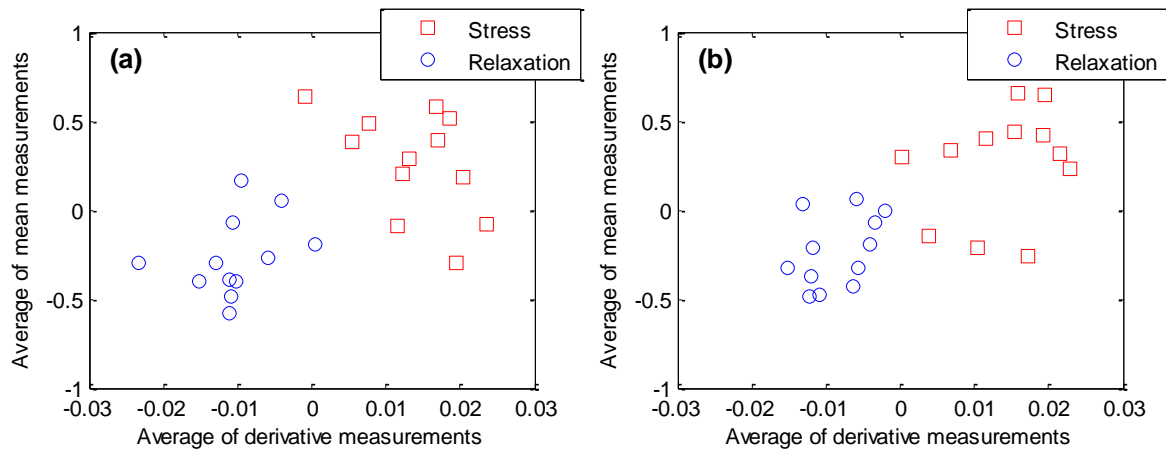 (a)
Stress
Relaxation
1
0.5
0
-0.5
-1
Average of mean measurements
-0.03 -0.02 -0.01 0 0.01 0.02 0.03
Average of derivative measurements
(b)
Stress
Relaxation
1
0.5
0
-0.5
-1
Average of mean measurements
-0.03 -0.02 -0.01 0 0.01 0.02 0.03
Average of derivative measurements